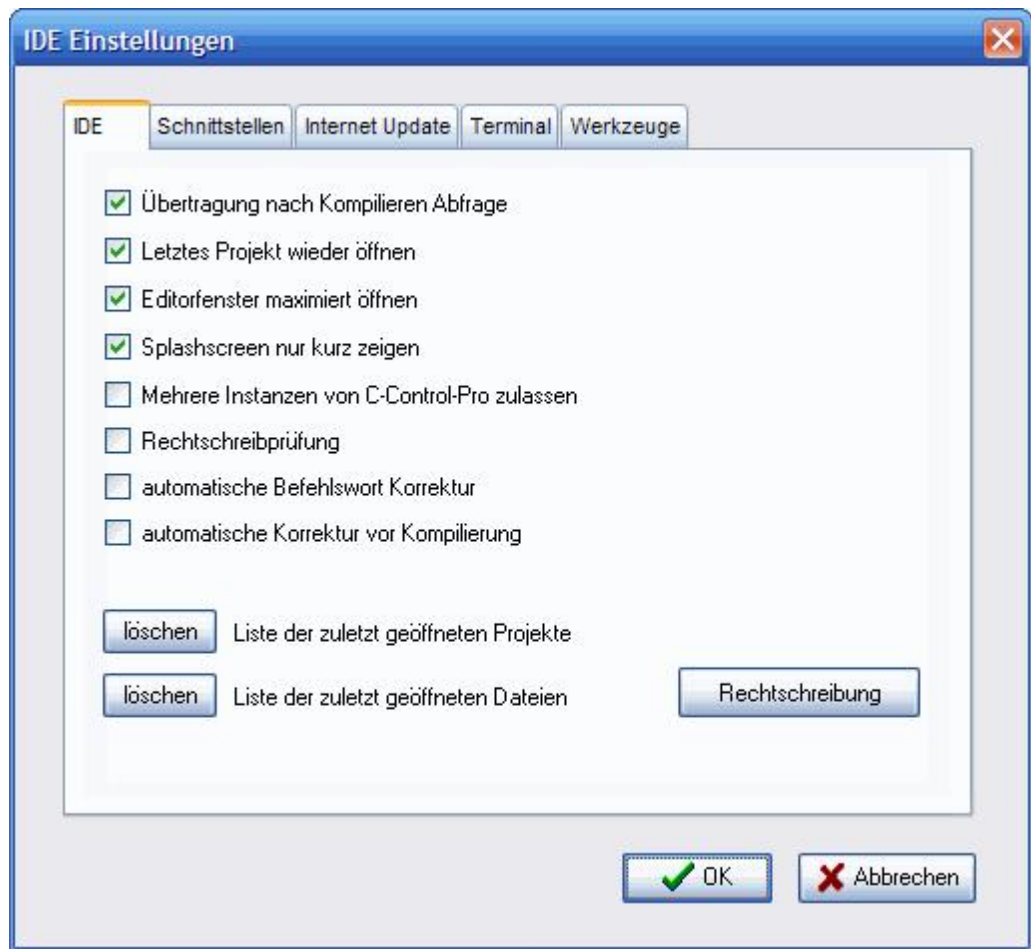 IDE Einstellungen
IDE Schnittstellen Internet Update Terminal Werkzeuge
Übertragung nach Kompilieren Abfrage
Letztes Projekt wieder öffnen
Editorfenster maximiert öffnen
Splashscreen nur kurz zeigen
Mehrere Instanzen von C-Control-Pro zulassen
Rechtschreibprüfung
automatische Befehlswort Korrektur
automatische Korrektur vor Kompilierung
löschen Liste der zuletzt geöffneten Projekte
löschen Liste der zuletzt geöffneten Dateien Rechtschreibung
OK Abbrechen